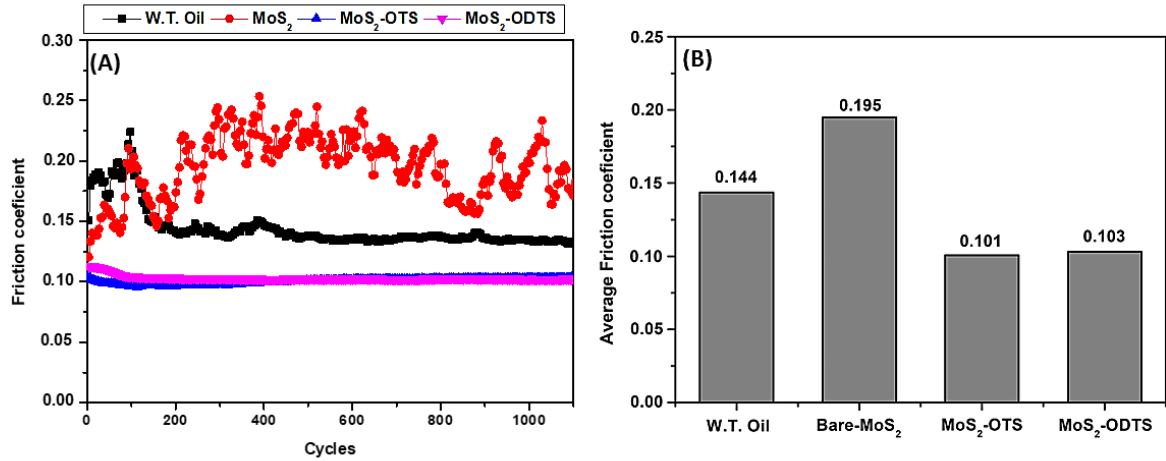 W.T. Oil MoS₂ MoS₂-OTS MoS₂-ODTS
(A)
Friction coefficient
0.30
0.25
0.20
0.15
0.10
0.05
0.00
0 200 400 600 800 1000
Cycles
(B)
Average Friction coefficient
0.25
0.20
0.15
0.10
0.05
0.00
0.144
0.195
0.101
0.103
W.T. Oil Bare-MoS₂ MoS₂-OTS MoS₂-ODTS